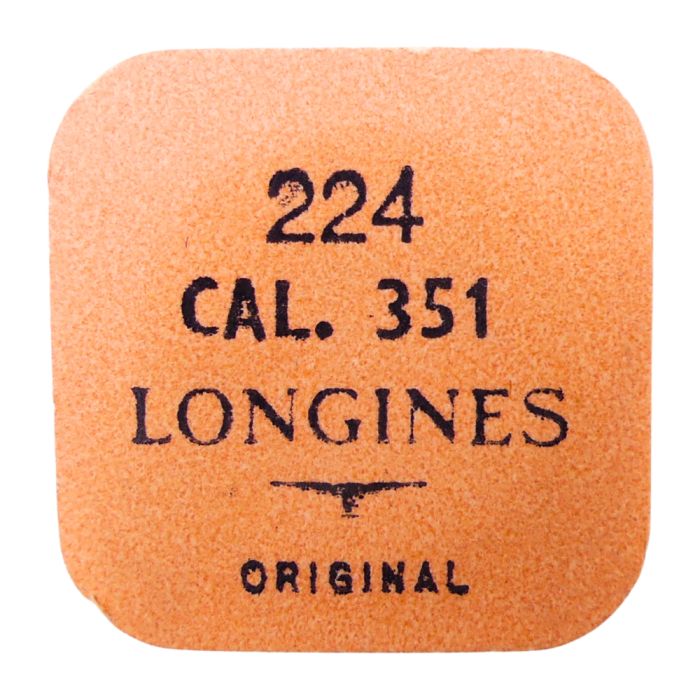 224
CAL. 351
LONGINES
ORIGINAL